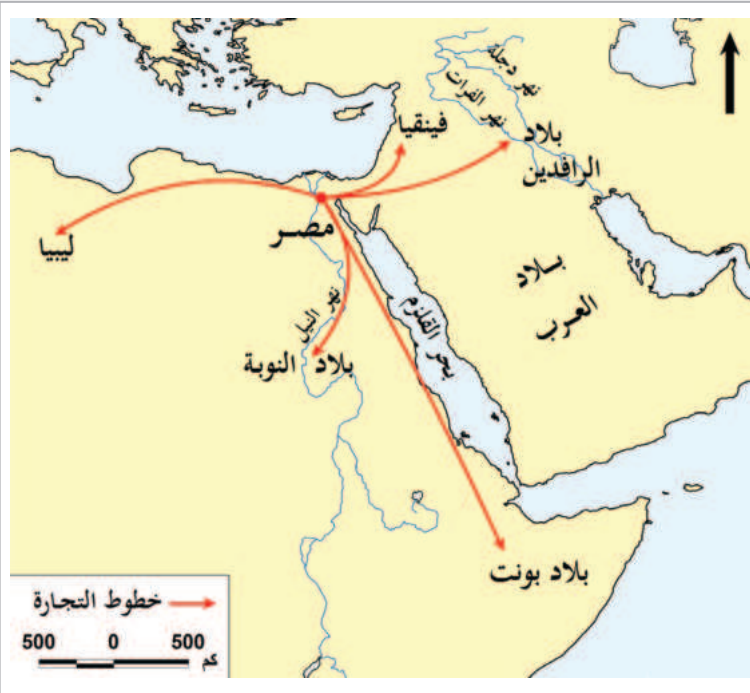 نهر دجلة
نهر الفرات
فينقيا
بلاد
الرافدين
مصر
ليبيا
بلاد
العرب
نهر النيل
بحر القلزم
بلاد النوبة
بلاد بونت
خطوط التجارة
500 0 500
كم